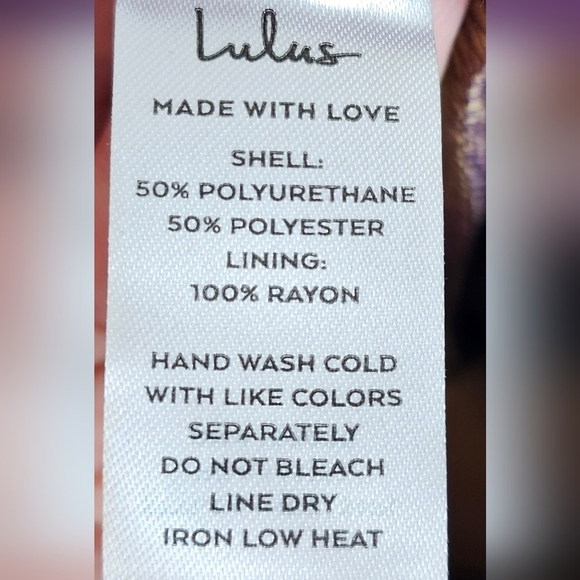 Lulus
MADE WITH LOVE
SHELL:
50% POLYURETHANE
50% POLYESTER
LINING:
100% RAYON
HAND WASH COLD
WITH LIKE COLORS
SEPARATELY
DO NOT BLEACH
LINE DRY
IRON LOW HEAT